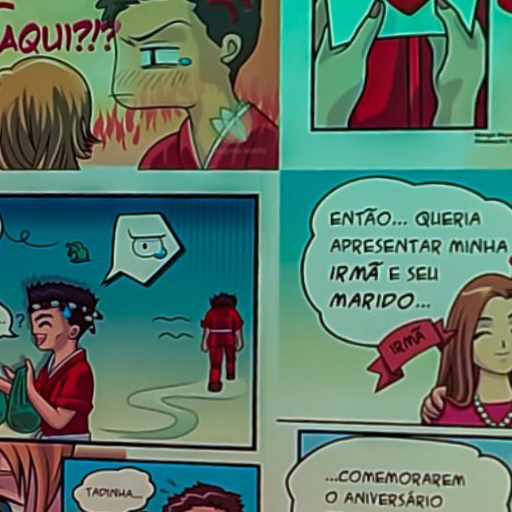 AQUI?!?
ENTÃO... QUERIA
APRESENTAR MINHA
IRMÃ E SEU
MARIDO...
IRMÃ
?
TADINHA...
...COMEMORAREM
O ANIVERSÁRIO